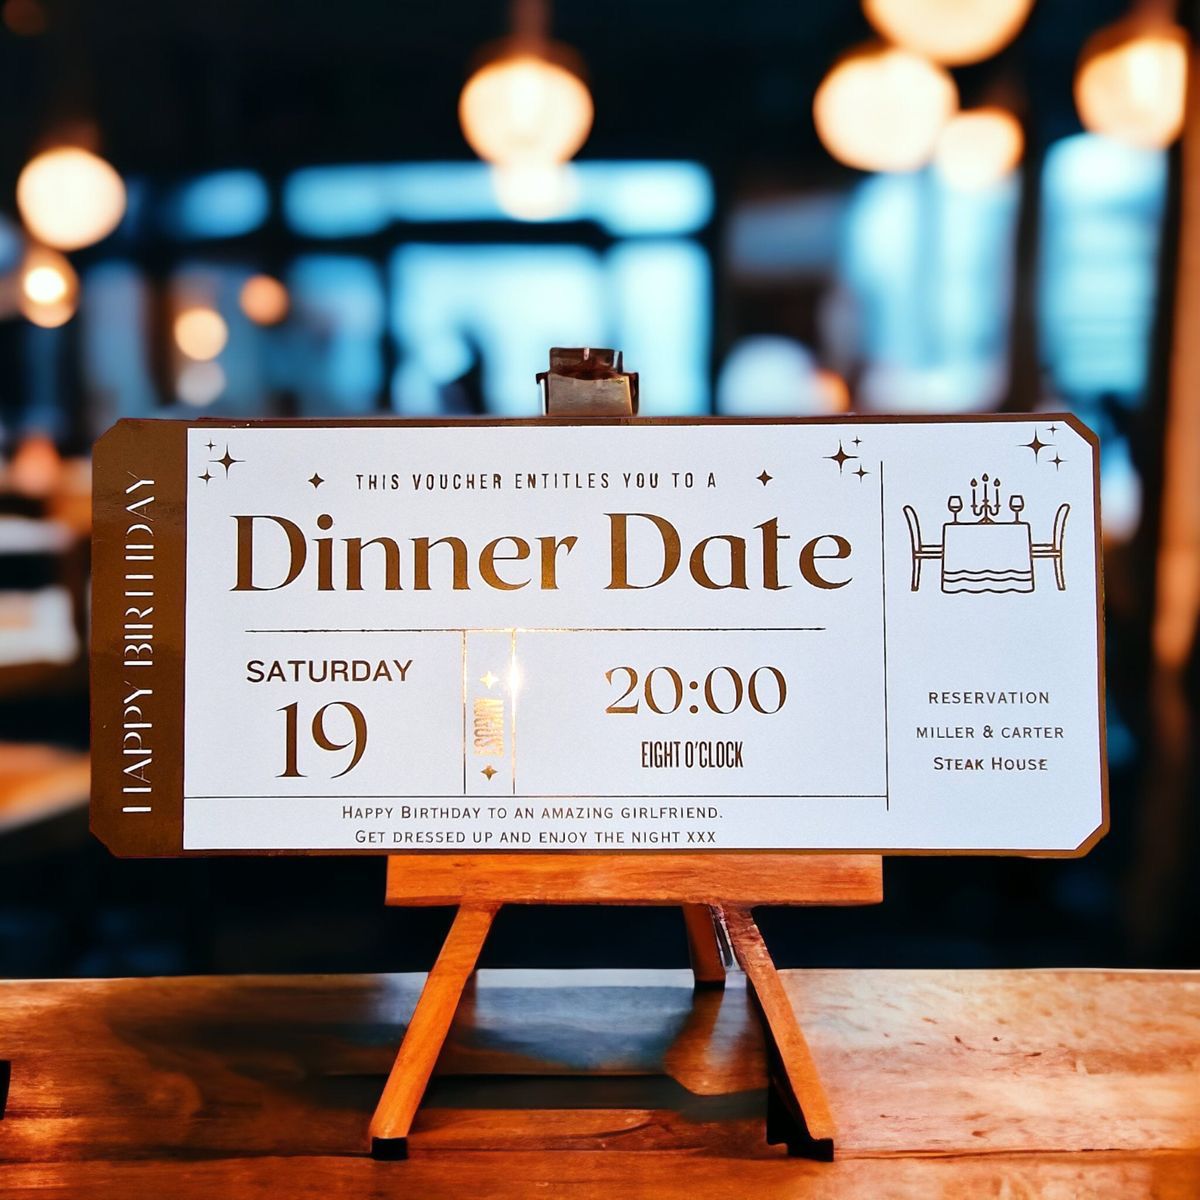 HAPPY BIRTHDAY
THIS VOUCHER ENTITLES YOU TO A
Dinner Date
SATURDAY
19
AUGUST
20:00
EIGHT O'CLOCK
RESERVATION
MILLER & CARTER
STEAK HOUSE
HAPPY BIRTHDAY TO AN AMAZING GIRLFRIEND.
GET DRESSED UP AND ENJOY THE NIGHT XXX